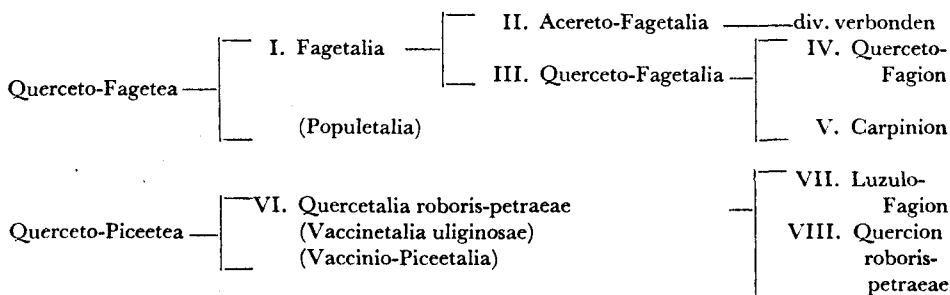 II. Acereto-Fagetalia div. verbonden
I. Fagetalia IV. Querceto-
III. Querceto-Fagetalia Fagion
Querceto-Fagetea
(Populetalia) V. Carpinion
VII. Luzulo-
VI. Quercetalia roboris-petraeae Fagion
Querceto-Piceetea (Vaccinetalia uliginosae) VIII. Quercion
(Vaccinio-Piceetalia) roboris-
petraeae